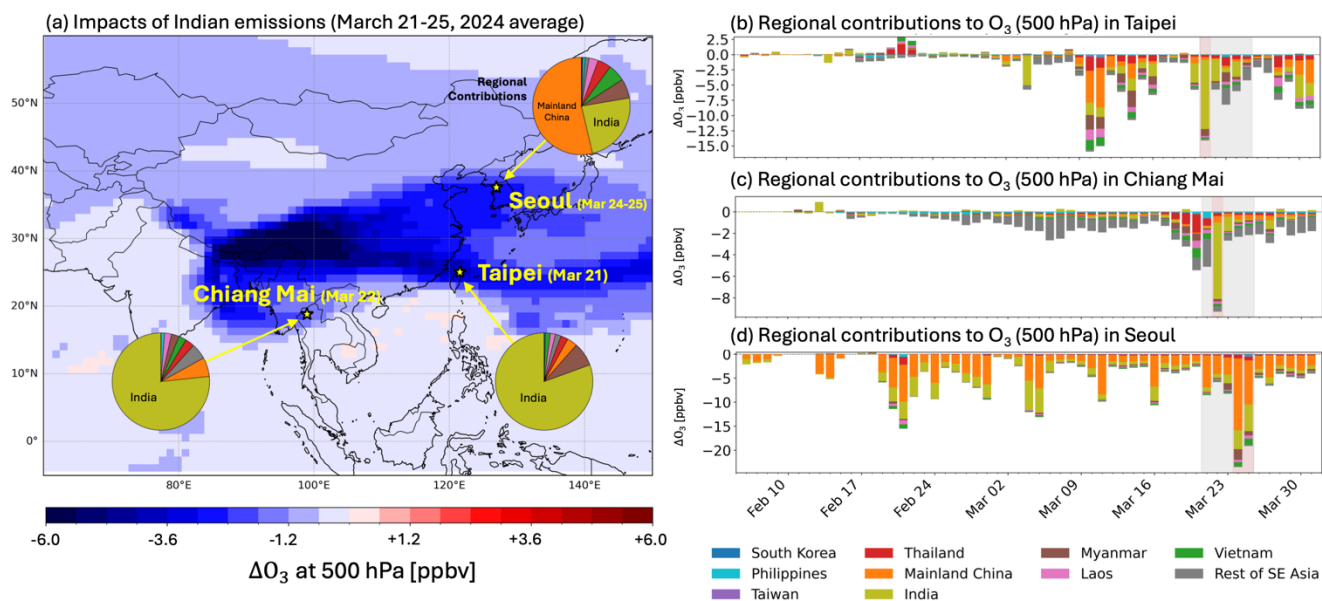 (a) Impacts of Indian emissions (March 21-25, 2024 average)
50°N
40°N
30°N
20°N
10°N
0°
80°E
100°E
120°E
140°E
Regional
Contributions
Mainland
China
India
Seoul (Mar 24-25)
Taipei (Mar 21)
Chiang Mai (Mar 22)
India
India
-6.0
-3.6
-1.2
+1.2
+3.6
+6.0
ΔO₃ at 500 hPa [ppbv]
(b) Regional contributions to O₃ (500 hPa) in Taipei
ΔO₃ [ppbv]
2.5
0.0
−2.5
−5.0
−7.5
−10.0
−12.5
−15.0
(c) Regional contributions to O₃ (500 hPa) in Chiang Mai
ΔO₃ [ppbv]
0
−2
−4
−6
−8
(d) Regional contributions to O₃ (500 hPa) in Seoul
ΔO₃ [ppbv]
0
−5
−10
−15
−20
Feb 10
Feb 17
Feb 24
Mar 02
Mar 09
Mar 16
Mar 23
Mar 30
South Korea
Philippines
Taiwan
Thailand
Mainland China
India
Myanmar
Laos
Vietnam
Rest of SE Asia